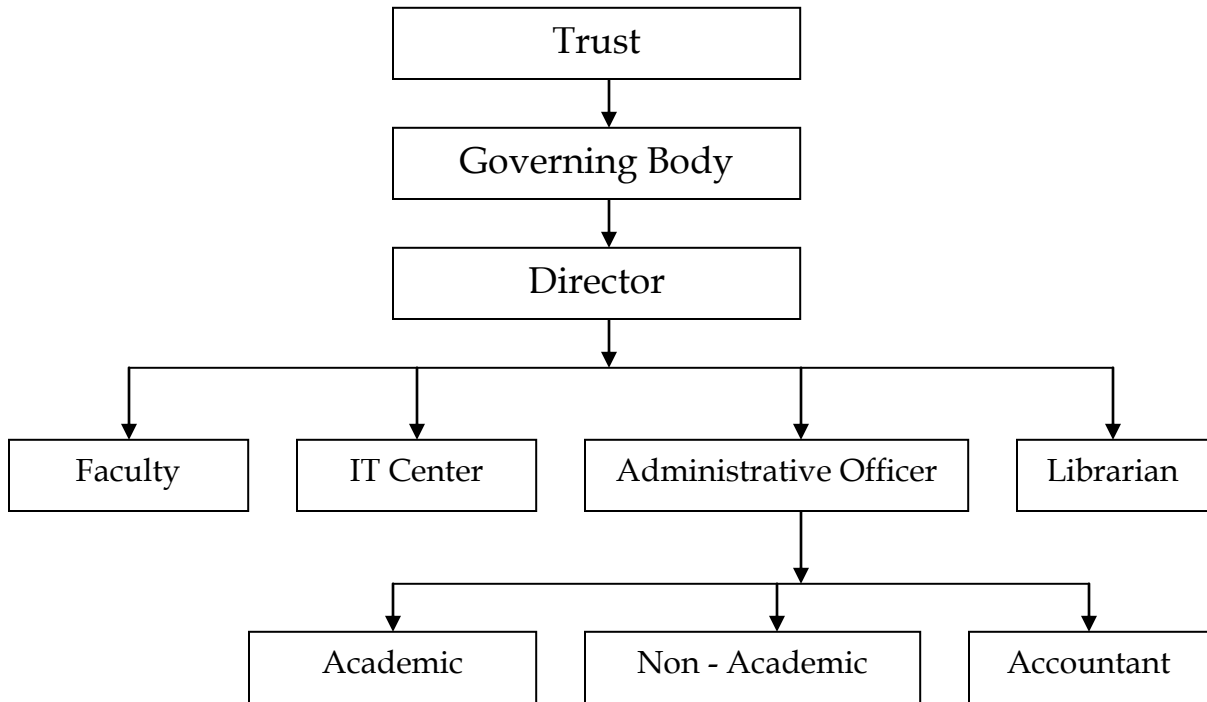 Trust
Governing Body
Director
Faculty
IT Center
Administrative Officer
Librarian
Academic
Non - Academic
Accountant